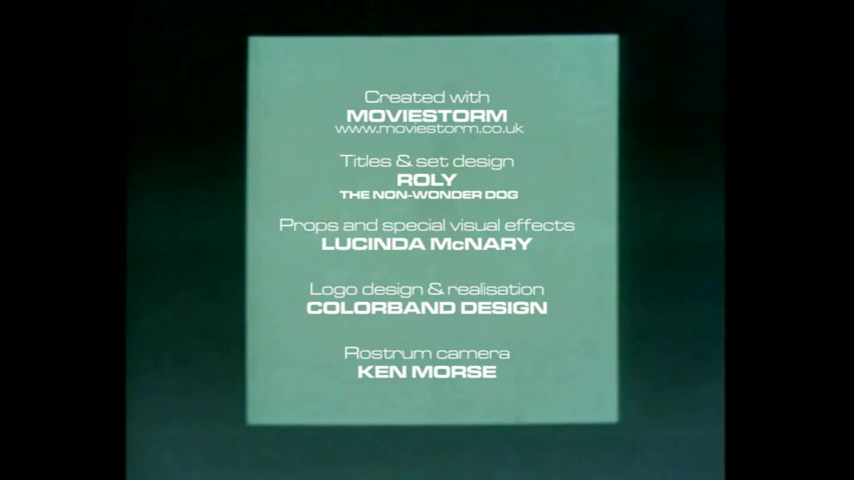 Created with
MOVIESTORM
www.moviestorm.co.uk
Titles & set design
ROLY
THE NON-WONDER DOG
Props and special visual effects
LUCINDA McNARY
Logo design & realisation
COLORBAND DESIGN
Rostrum camera
KEN MORSE